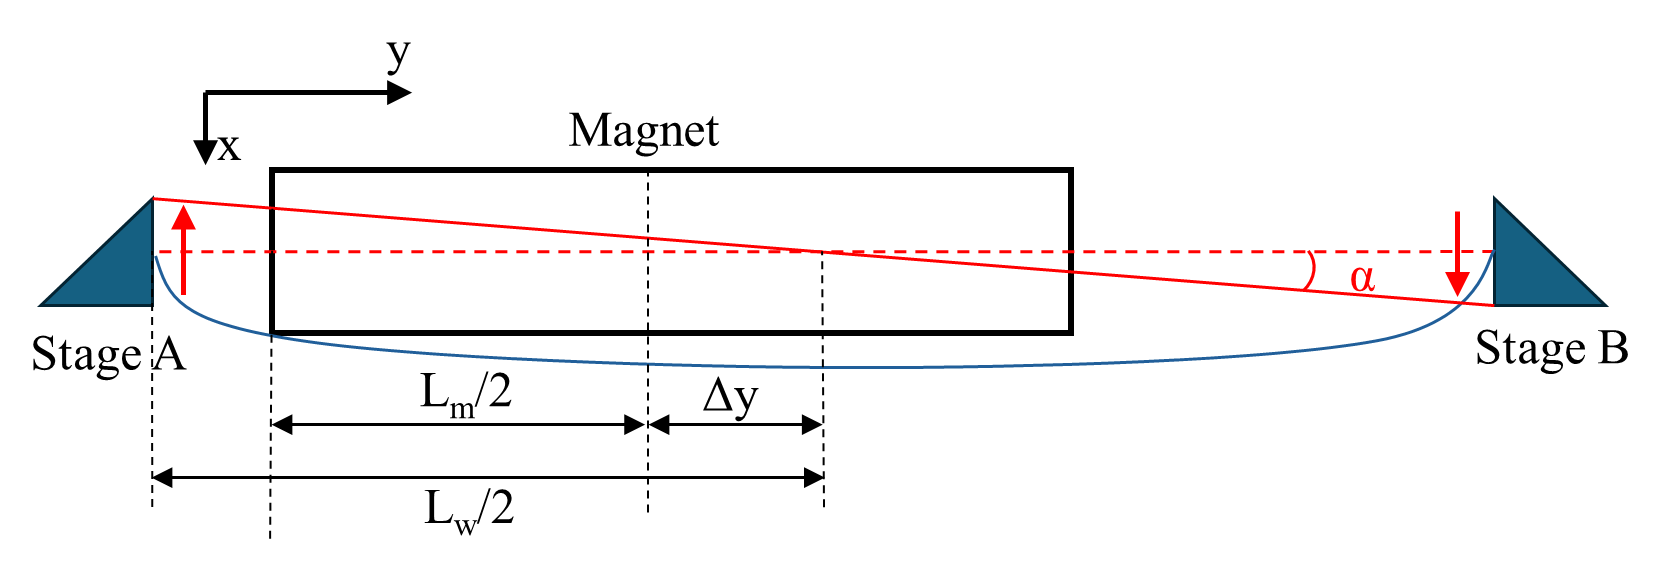 y
x
Magnet
α
Stage A
Stage B
Lm/2
Δy
Lw/2